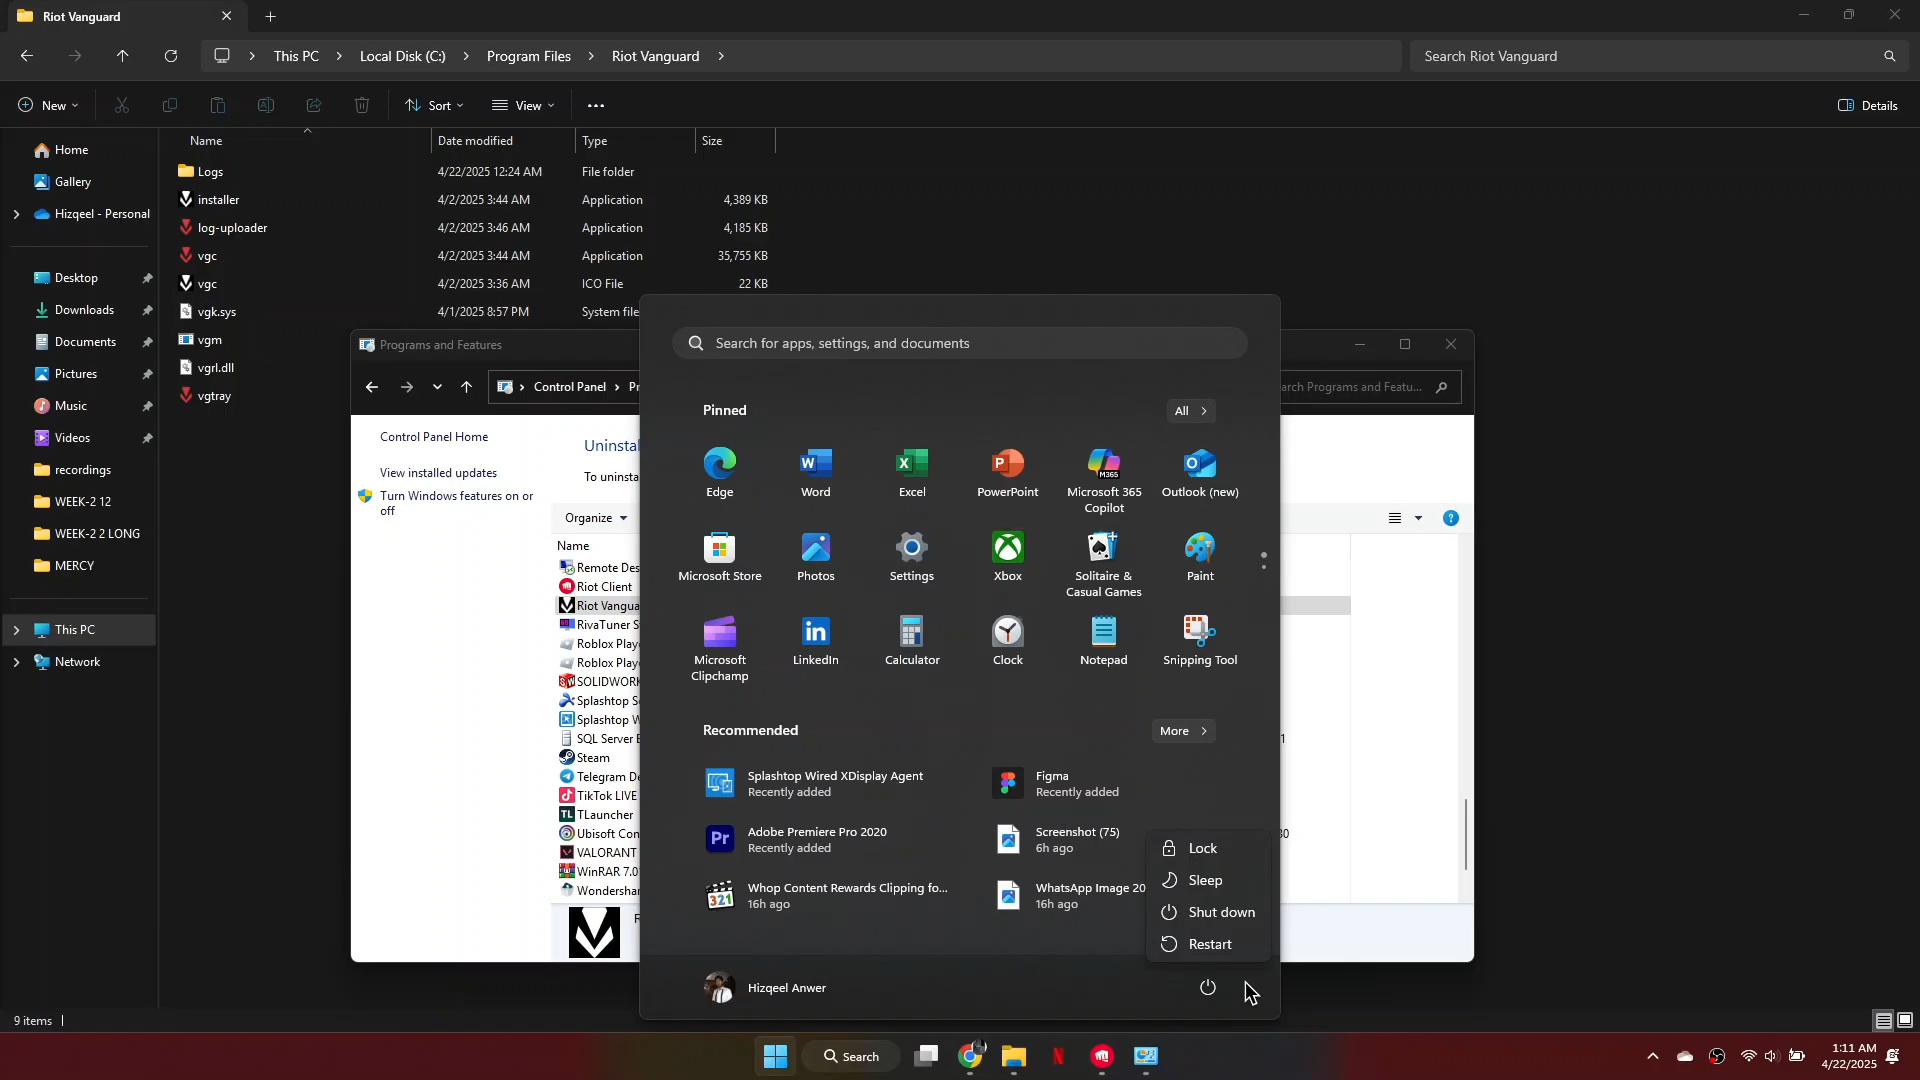 Riot Vanguard
This PC
Local Disk (C:)
Program Files
Riot Vanguard
Search Riot Vanguard
New
Sort
View
Details
Name
Date modified
Type
Size
Home
Gallery
Hizqeel - Personal
Desktop
Downloads
Documents
Pictures
Music
Videos
recordings
WEEK-2 12
WEEK-2 2 LONG
MERCY
This PC
Network
Logs 4/22/2025 12:24 AM File folder
installer 4/2/2025 3:44 AM Application 4,389 KB
log-uploader 4/2/2025 3:46 AM Application 4,185 KB
vgc 4/2/2025 3:44 AM Application 35,755 KB
vgc 4/2/2025 3:36 AM ICO File 22 KB
vgk.sys 4/1/2025 8:57 PM System file
vgm
vgrl.dll
vgtray
Programs and Features
Control Panel
Pr
arch Programs and Featu...
Control Panel Home
View installed updates
Turn Windows features on or
off
Uninstal
To uninsta
Organize
Name
Remote Des
Riot Client
Riot Vangua
RivaTuner S
Roblox Play
Roblox Play
SOLIDWORK
Splashtop S
Splashtop W
SQL Server E
1
Steam
Telegram De
TikTok LIVE
TLauncher
Ubisoft Con
30
VALORANT
WinRAR 7.0
Wondershar
R
Search for apps, settings, and documents
Pinned
All
Edge
Word
Excel
PowerPoint
Microsoft 365
Copilot
M365
Outlook (new)
Microsoft Store
Photos
Settings
Xbox
Solitaire &
Casual Games
Paint
Microsoft
Clipchamp
LinkedIn
Calculator
Clock
Notepad
Snipping Tool
Recommended
More
Splashtop Wired XDisplay Agent
Recently added
Figma
Recently added
Adobe Premiere Pro 2020
Recently added
Screenshot (75)
6h ago
Whop Content Rewards Clipping fo...
16h ago
WhatsApp Image 20
16h ago
Lock
Sleep
Shut down
Restart
Hizqeel Anwer
9 items
Search
1:11 AM
4/22/2025